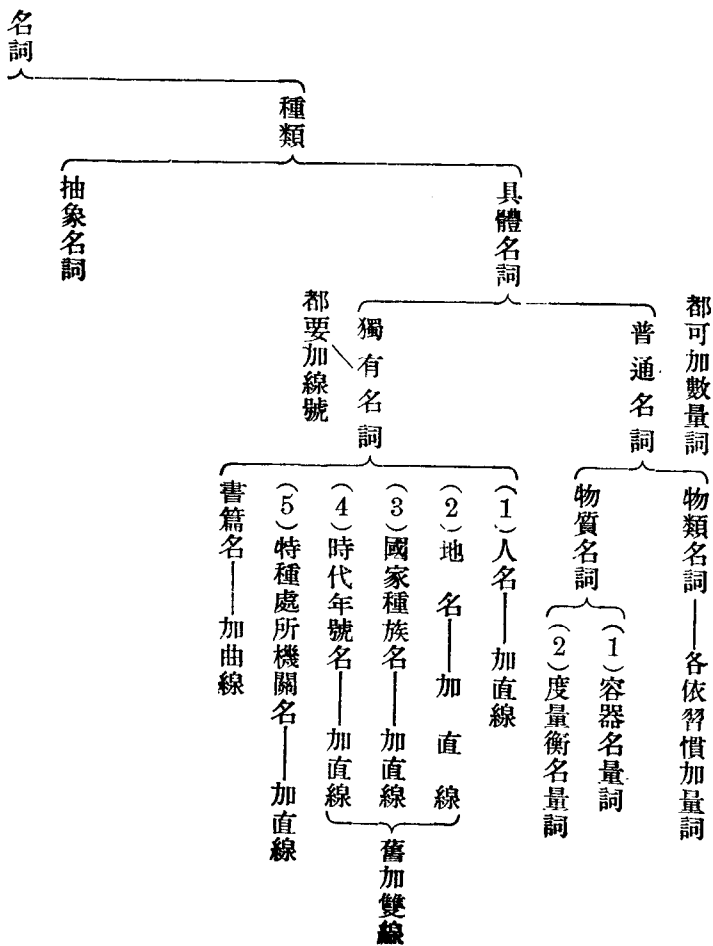 都可加數量詞
物類名詞——各依習慣加量詞
普通名詞
物質名詞
(1)容器名量詞
(2)度量衡名量詞
具體名詞
獨有名詞
都要加線號
(1)人名——加直線
(2)地名——加直線
(3)國家種族名——加直線
(4)時代年號名——加直線
舊加雙線
(5)特種處所機關名——加直線
書篇名——加曲線
種類
抽象名詞
名詞